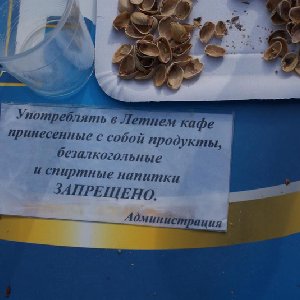 Употреблять в Летнем кафе
принесенные с собой продукты,
безалкогольные
и спиртные напитки
ЗАПРЕЩЕНО.
Администрация